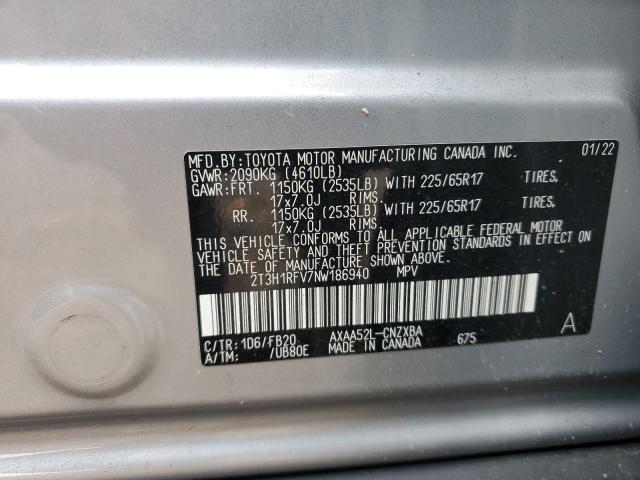 MFD.BY:TOYOTA MOTOR MANUFACTURING CANADA INC. 01/22
GVWR:2090KG (4610LB)
GAWR:FRT. 1150KG (2535LB) WITH 225/65R17 TIRES,
17x7.0J RIMS.
RR. 1150KG (2535LB) WITH 225/65R17 TIRES,
17x7.0J RIMS.
THIS VEHICLE CONFORMS TO ALL APPLICABLE FEDERAL MOTOR
VEHICLE SAFETY AND THEFT PREVENTION STANDARDS IN EFFECT ON
THE DATE OF MANUFACTURE SHOWN ABOVE.
2T3H1RFV7NW186940 MPV
C/TR:1D6/FB20 AXAA52L-CNZXBA 675 A
A/TM: /UB80E MADE IN CANADA